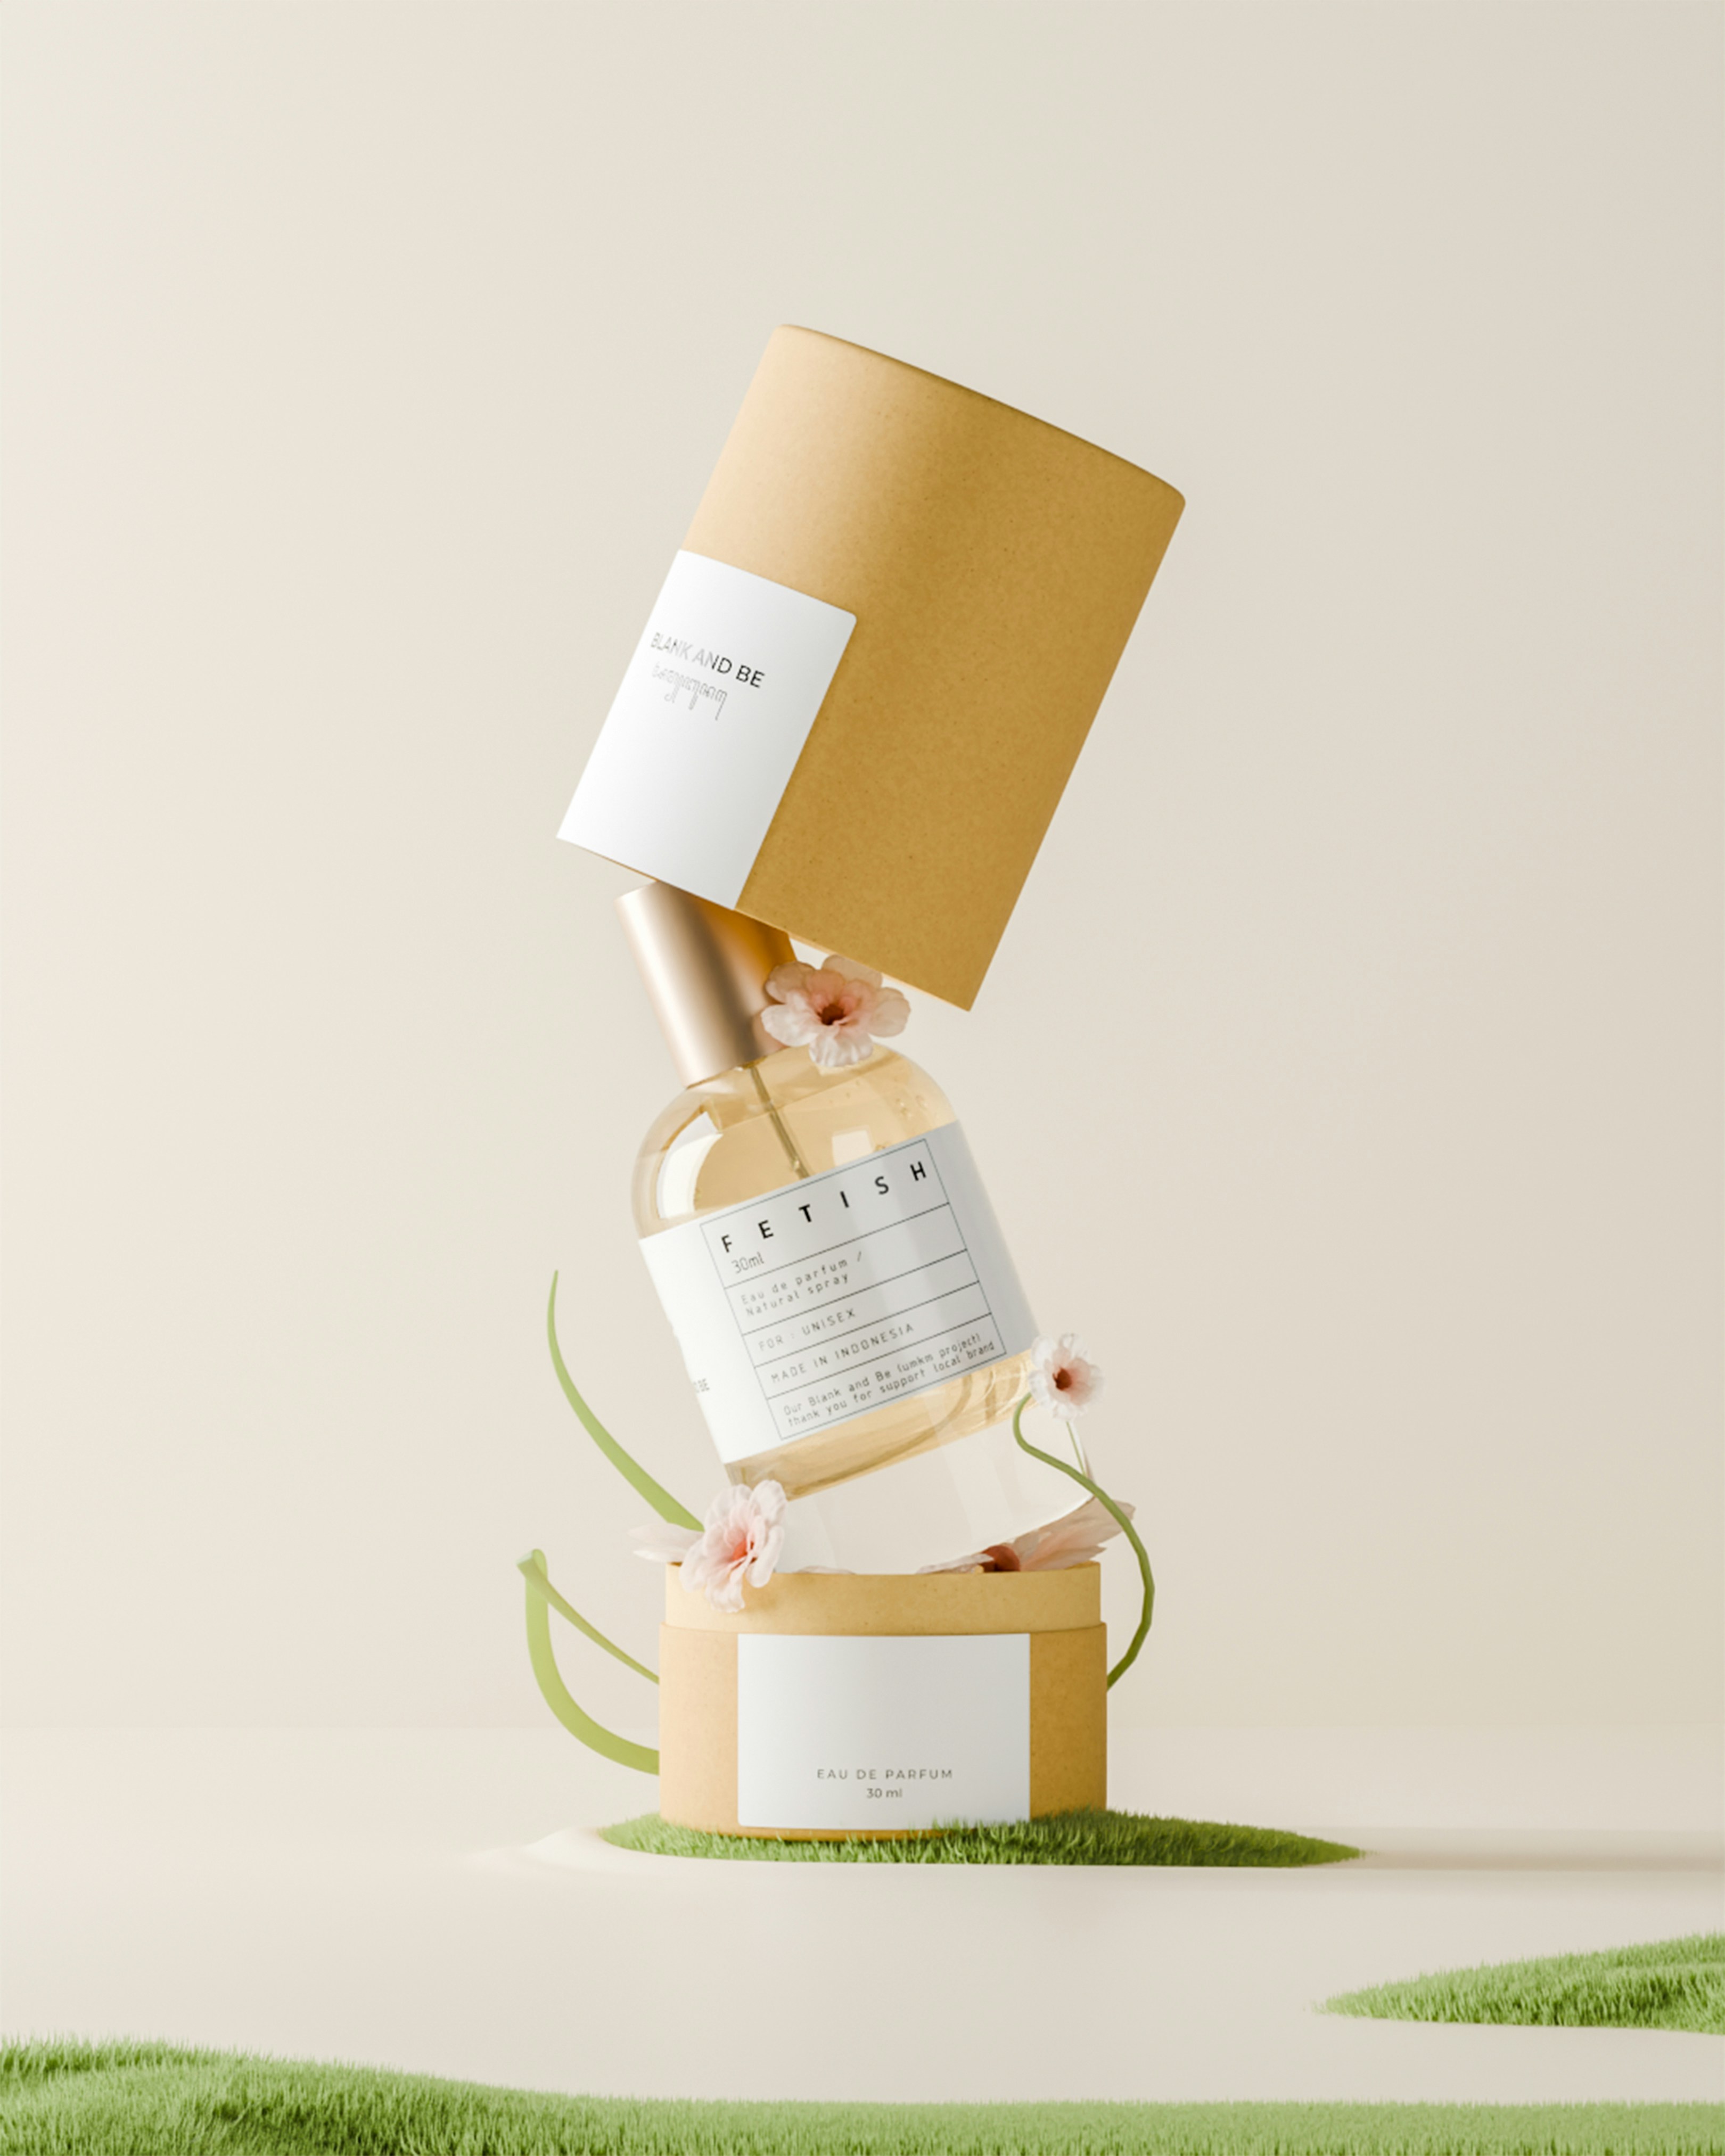 BLANK AND BE
F E T I S H
30ml
Eau de parfum /
Natural spray
FOR : UNISEX
MADE IN INDONESIA
Our Blank and Be (umkm project)
thank you for support local brand
BE
EAU DE PARFUM
30 ml